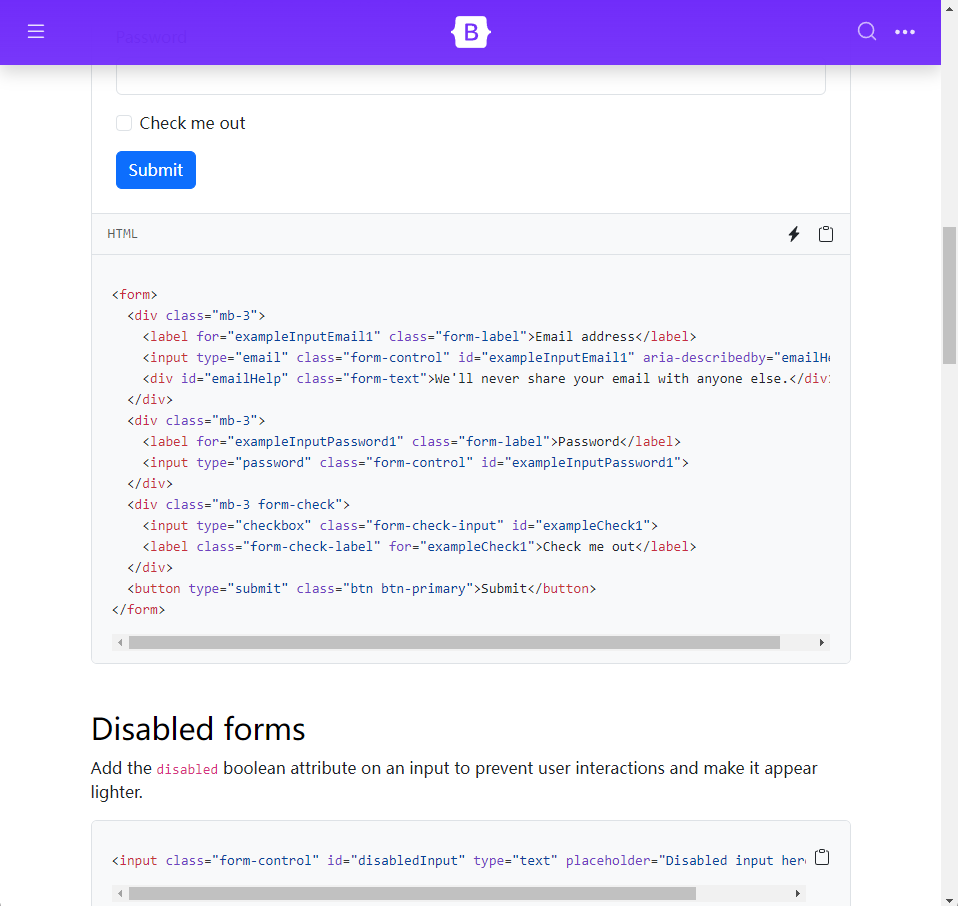 Password
B
Check me out
Submit
HTML
<form>
  <div class="mb-3">
    <label for="exampleInputEmail1" class="form-label">Email address</label>
    <input type="email" class="form-control" id="exampleInputEmail1" aria-describedby="emailHe
    <div id="emailHelp" class="form-text">We'll never share your email with anyone else.</div>
  </div>
  <div class="mb-3">
    <label for="exampleInputPassword1" class="form-label">Password</label>
    <input type="password" class="form-control" id="exampleInputPassword1">
  </div>
  <div class="mb-3 form-check">
    <input type="checkbox" class="form-check-input" id="exampleCheck1">
    <label class="form-check-label" for="exampleCheck1">Check me out</label>
  </div>
  <button type="submit" class="btn btn-primary">Submit</button>
</form>
Disabled forms
Add the disabled boolean attribute on an input to prevent user interactions and make it appear
lighter.
<input class="form-control" id="disabledInput" type="text" placeholder="Disabled input here